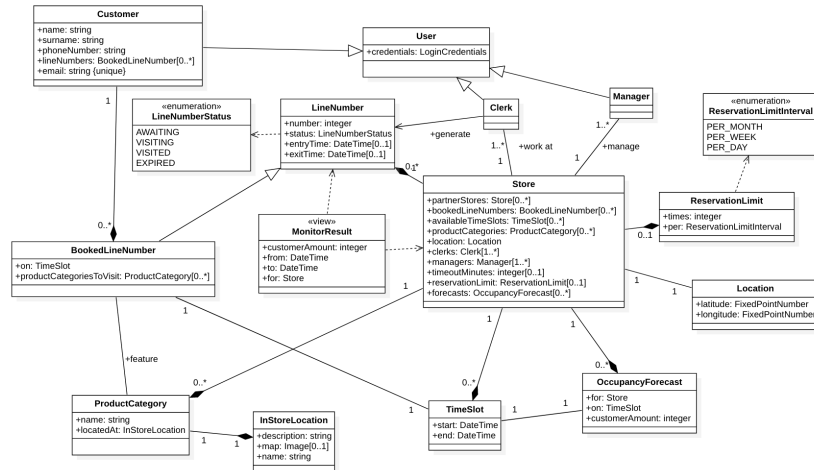 Customer
+name: string
+surname: string
+phoneNumber: string
+lineNumbers: BookedLineNumber[0..*]
+email: string {unique}
User
+credentials: LoginCredentials
Clerk
Manager
«enumeration»
ReservationLimitInterval
PER_MONTH
PER_WEEK
PER_DAY
1
«enumeration»
LineNumberStatus
AWAITING
VISITING
VISITED
EXPIRED
LineNumber
+number: integer
+status: LineNumberStatus
+entryTime: DateTime[0..1]
+exitTime: DateTime[0..1]
+generate
1..*
+work at
1
1..*
+manage
1
0..*
1
Store
+partnerStores: Store[0..*]
+bookedLineNumbers: BookedLineNumber[0..*]
+availableTimeSlots: TimeSlot[0..*]
+productCategories: ProductCategory[0..*]
+location: Location
+clerks: Clerk[1..*]
+managers: Manager[1..*]
+timeoutMinutes: integer[0..1]
+reservationLimit: ReservationLimit[0..1]
+forecasts: OccupancyForecast[0..*]
ReservationLimit
+times: integer
+per: ReservationLimitInterval
1
0..1
«view»
MonitorResult
+customerAmount: integer
+from: DateTime
+to: DateTime
+for: Store
0..*
BookedLineNumber
+on: TimeSlot
+productCategoriesToVisit: ProductCategory[0..*]
1
1
Location
+latitude: FixedPointNumber
+longitude: FixedPointNumber
1
1
1
1
+feature
0..*
0..*
0..*
ProductCategory
+name: string
+locatedAt: InStoreLocation
1
1
InStoreLocation
+description: string
+map: Image[0..1]
+name: string
1
TimeSlot
+start: DateTime
+end: DateTime
1
1
OccupancyForecast
+for: Store
+on: TimeSlot
+customerAmount: integer